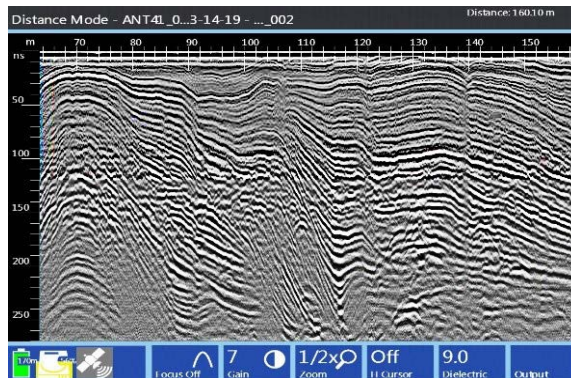 Distance Mode - ANT41_0...3-14-19 - ..._002
Distance: 160.10 m
m 70 80 90 100 110 120 130 140 150
ns
50
100
150
200
250
7 1/2x Off 9.0
Focus Off Gain Zoom Cursor Dielectric Output